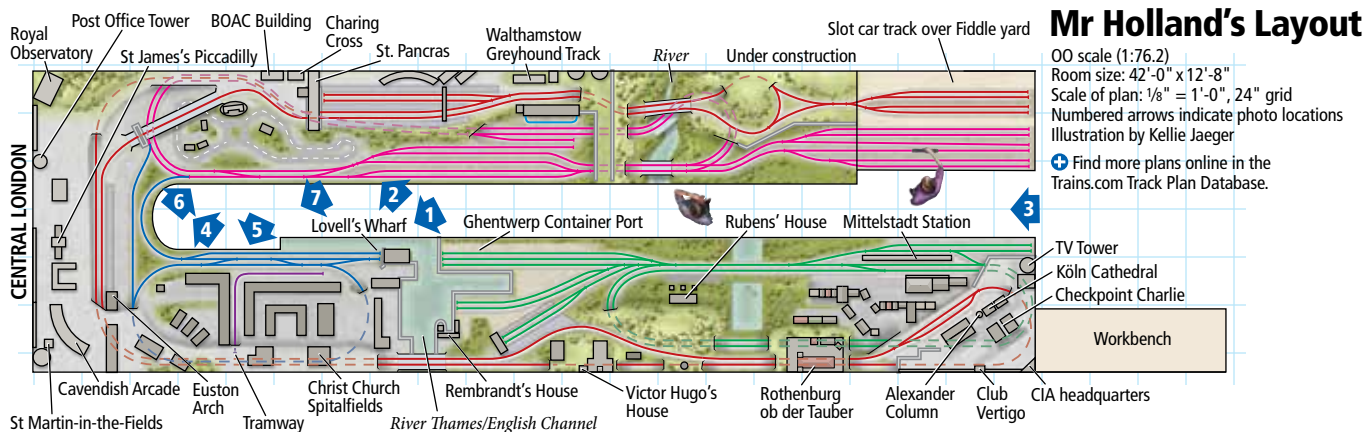 Mr Holland's Layout
OO scale (1:76.2)
Room size: 42'-0" x 12'-8"
Scale of plan: 1/8" = 1'-0", 24" grid
Numbered arrows indicate photo locations
Illustration by Kellie Jaeger
Find more plans online in the
Trains.com Track Plan Database.
Royal
Observatory
Post Office Tower
St James's Piccadilly
BOAC Building
Charing
Cross
St. Pancras
Walthamstow
Greyhound Track
River
Under construction
Slot car track over Fiddle yard
CENTRAL LONDON
6
4
5
7
2
1
3
Lovell's Wharf
Ghentwerp Container Port
Rubens' House
Mittelstadt Station
TV Tower
Köln Cathedral
Checkpoint Charlie
Workbench
St Martin-in-the-Fields
Cavendish Arcade
Euston
Arch
Tramway
Christ Church
Spitalfields
River Thames/English Channel
Rembrandt's House
Victor Hugo's
House
Rothenburg
ob der Tauber
Alexander
Column
Club
Vertigo
CIA headquarters